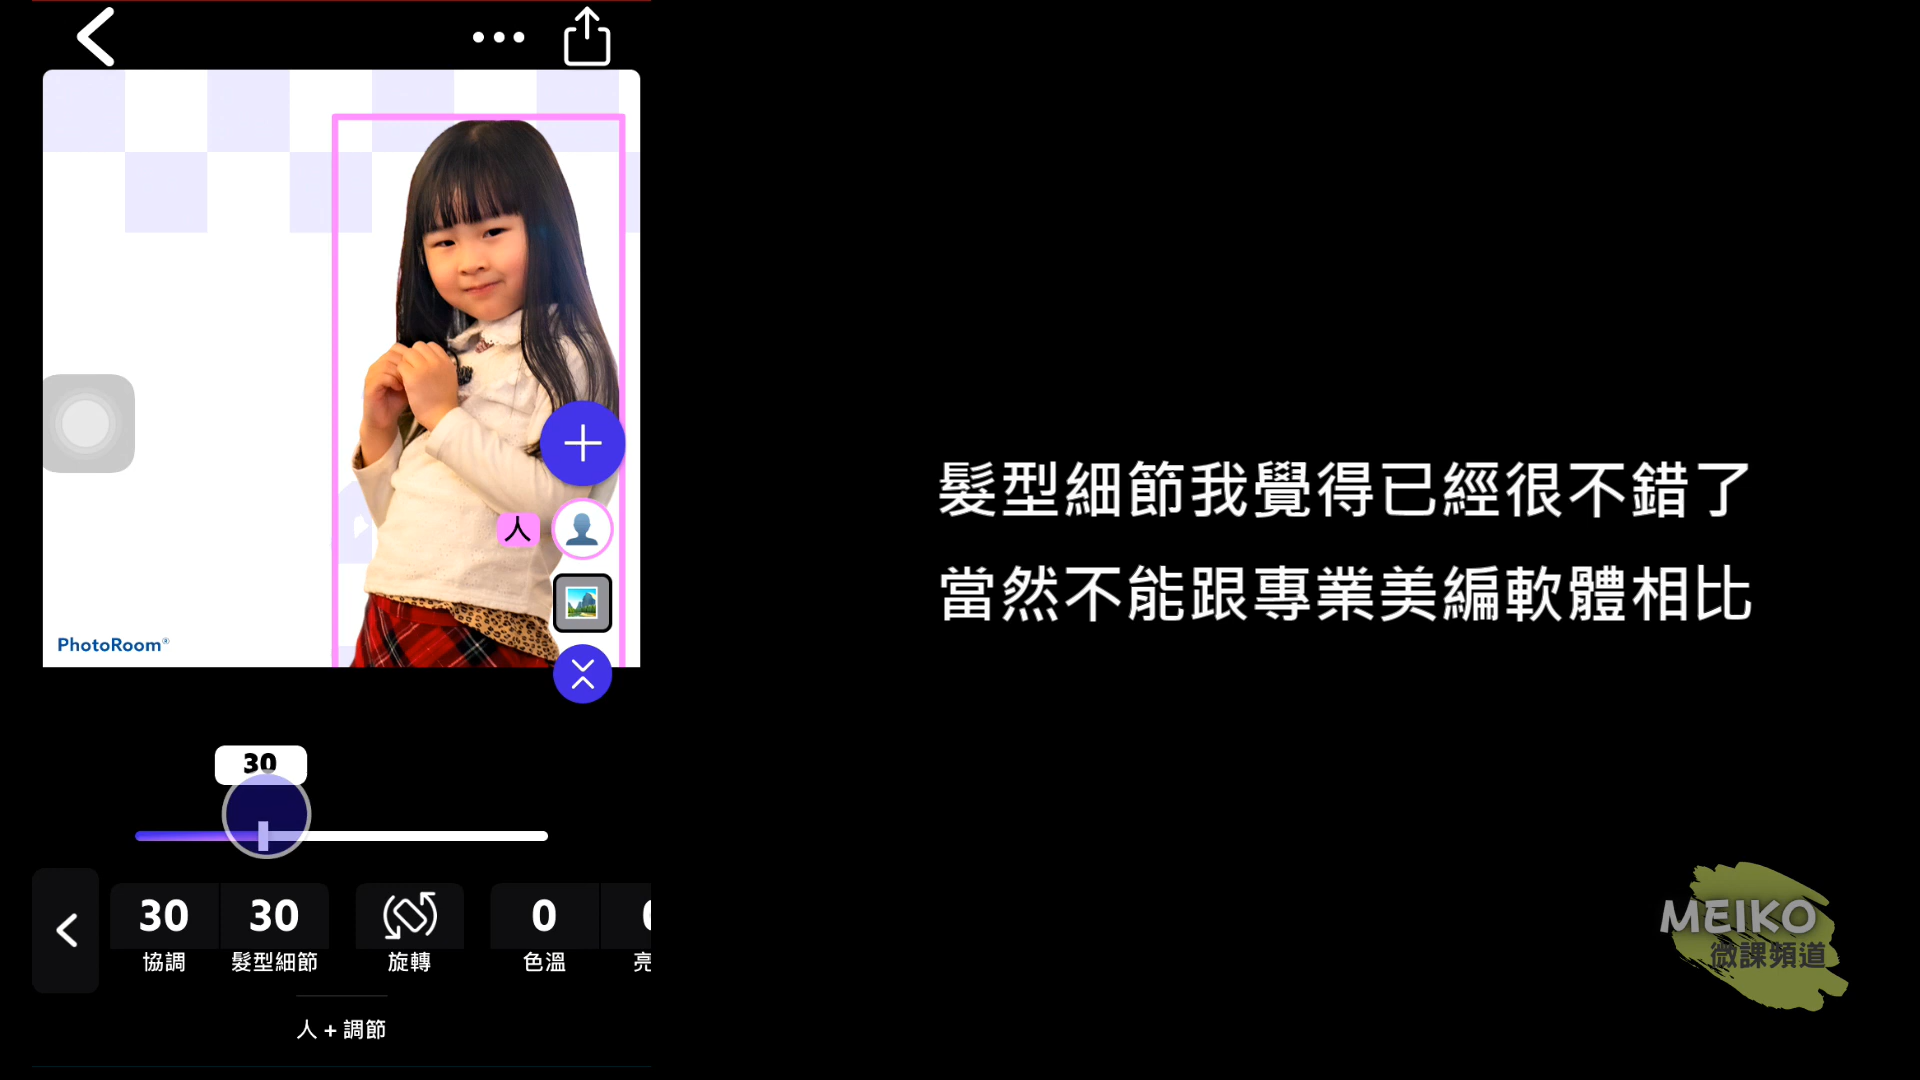 人
PhotoRoom®
30
30
30
0
協調
髮型細節
旋轉
色溫
亮
人 + 調節
髮型細節我覺得已經很不錯了
當然不能跟專業美編軟體相比
MEIKO
微課頻道